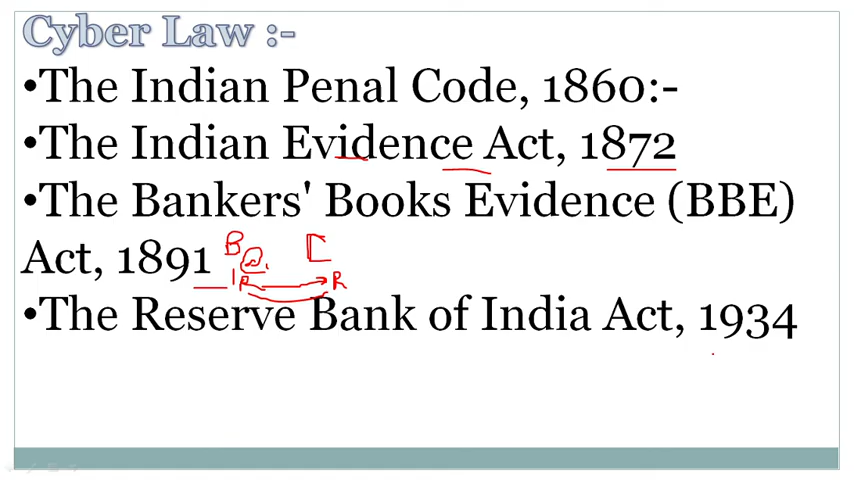 Cyber Law :-
•The Indian Penal Code, 1860:-
•The Indian Evidence Act, 1872
•The Bankers' Books Evidence (BBE)
Act, 1891
•The Reserve Bank of India Act, 1934